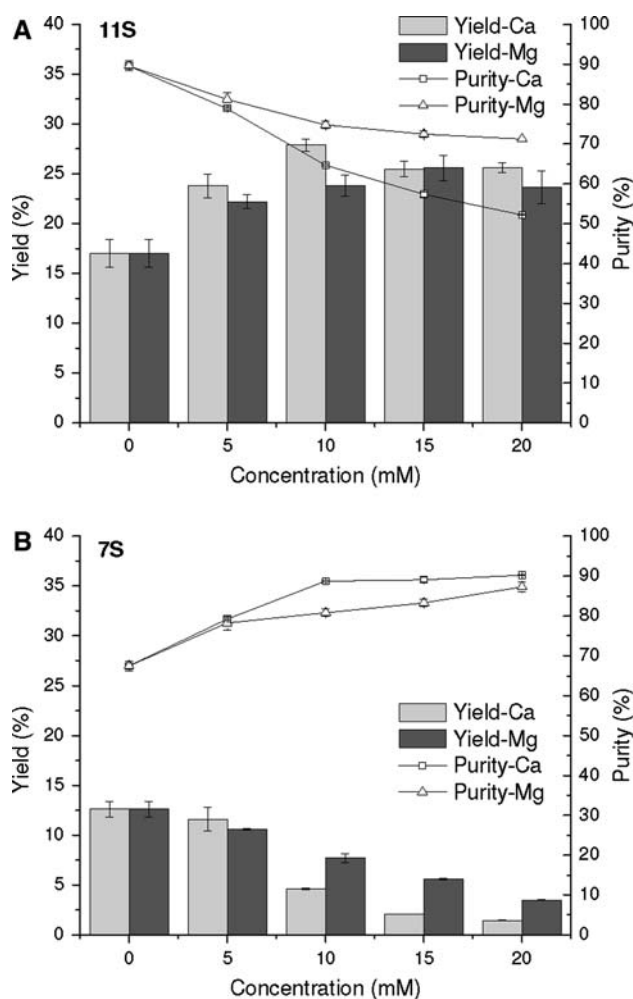 A
11S
Yield-Ca
Yield-Mg
Purity-Ca
Purity-Mg
40
35
30
25
20
15
10
5
0
Yield (%)
100
90
80
70
60
50
40
30
20
10
0
Purity (%)
0 5 10 15 20
Concentration (mM)
B
7S
40
35
30
25
20
15
10
5
0
Yield (%)
Yield-Ca
Yield-Mg
Purity-Ca
Purity-Mg
100
90
80
70
60
50
40
30
20
10
0
Purity (%)
0 5 10 15 20
Concentration (mM)